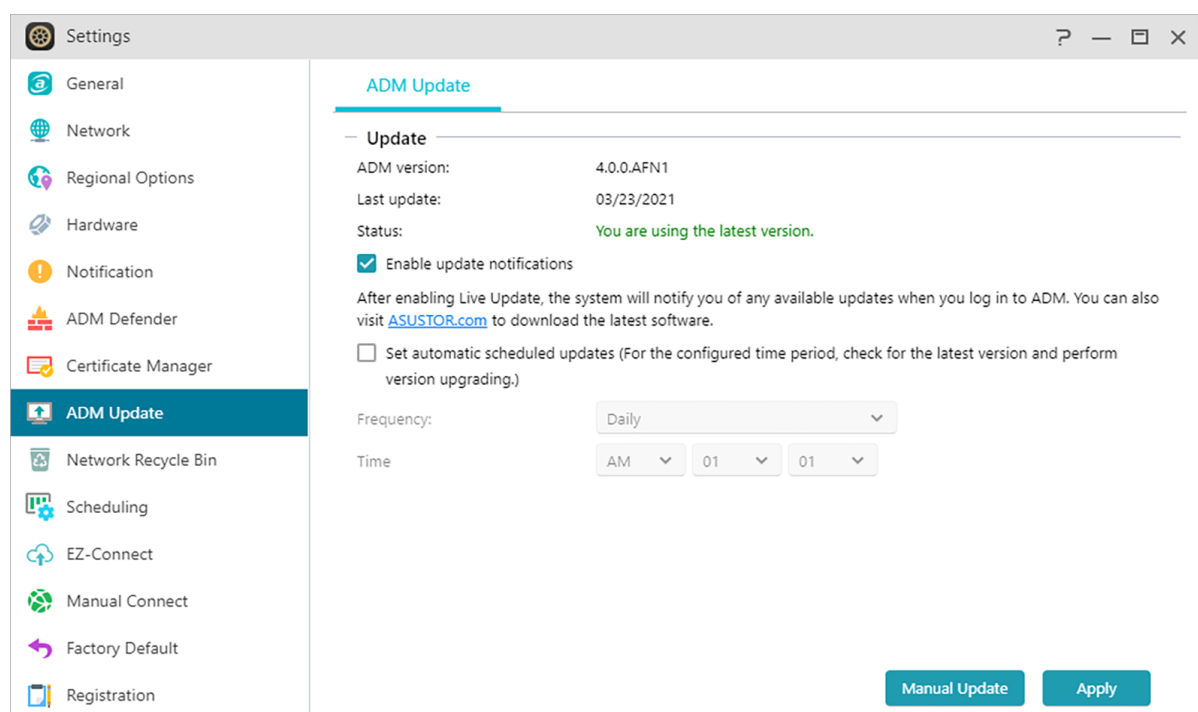 Settings
General
Network
Regional Options
Hardware
Notification
ADM Defender
Certificate Manager
ADM Update
Network Recycle Bin
Scheduling
EZ-Connect
Manual Connect
Factory Default
Registration
ADM Update
Update
ADM version: 4.0.0.AFN1
Last update: 03/23/2021
Status: You are using the latest version.
Enable update notifications
After enabling Live Update, the system will notify you of any available updates when you log in to ADM. You can also
visit ASUSTOR.com to download the latest software.
Set automatic scheduled updates (For the configured time period, check for the latest version and perform
version upgrading.)
Frequency: Daily
Time AM 01 01
Manual Update Apply